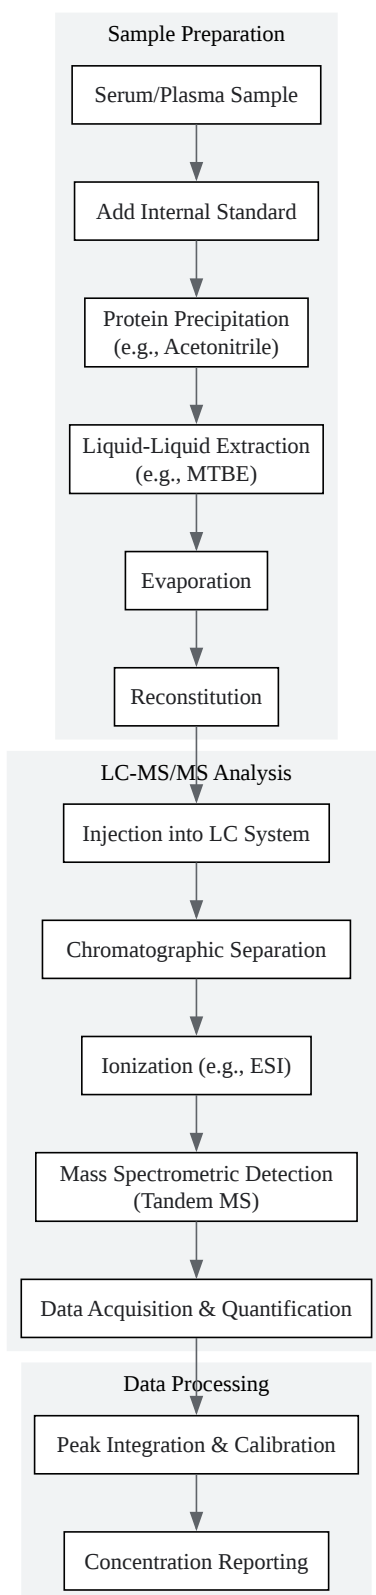 Sample Preparation
Serum/Plasma Sample
Add Internal Standard
Protein Precipitation
(e.g., Acetonitrile)
Liquid-Liquid Extraction
(e.g., MTBE)
Evaporation
Reconstitution
LC-MS/MS Analysis
Injection into LC System
Chromatographic Separation
Ionization (e.g., ESI)
Mass Spectrometric Detection
(Tandem MS)
Data Acquisition & Quantification
Data Processing
Peak Integration & Calibration
Concentration Reporting